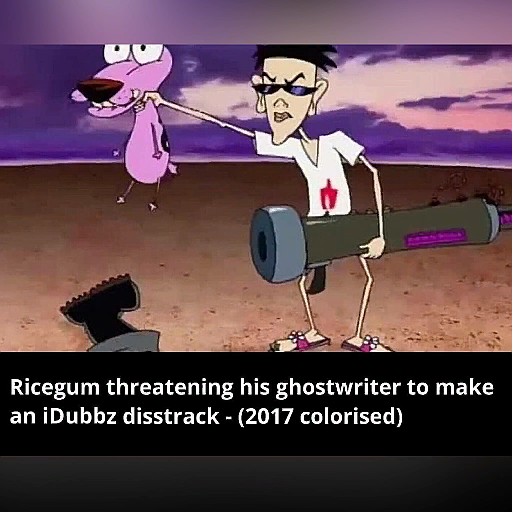 Ricegum threatening his ghostwriter to make
an iDubbz disstrack - (2017 colorised)